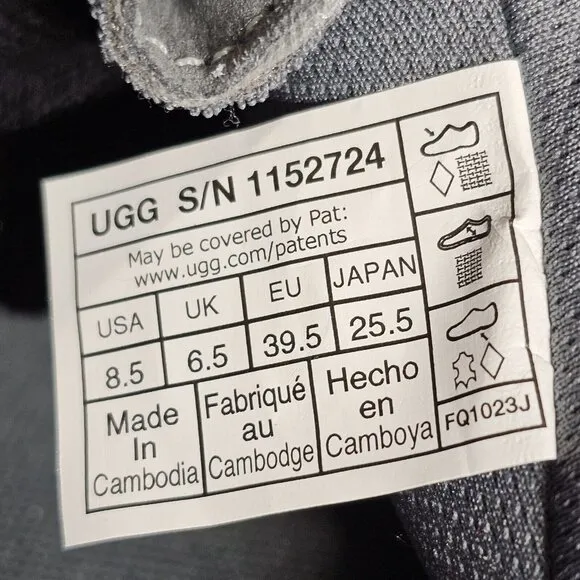 UGG S/N 1152724
May be covered by Pat:
www.ugg.com/patents
USA UK EU JAPAN
8.5 6.5 39.5 25.5
Made
In
Cambodia
Fabriqué
au
Cambodge
Hecho
en
Camboya
FQ1023J